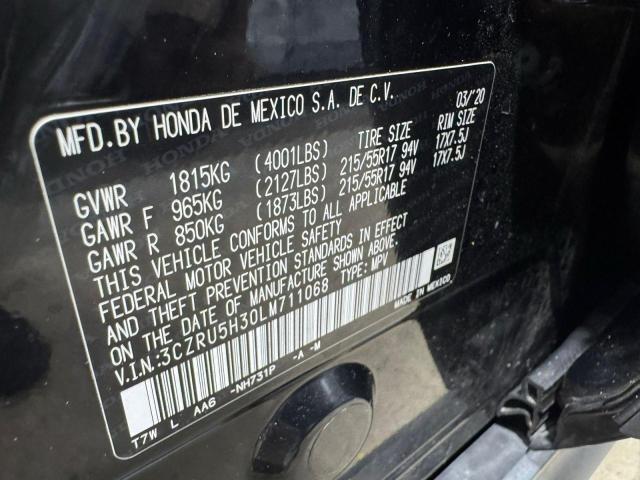 MFD.BY HONDA DE MEXICO S.A. DE C.V. 03/'20
TIRE SIZE RIM SIZE
GVWR 1815KG (4001LBS)
GAWR F 965KG (2127LBS) 215/55R17 94V 17X7.5J
GAWR R 850KG (1873LBS) 215/55R17 94V 17X7.5J
THIS VEHICLE CONFORMS TO ALL APPLICABLE
FEDERAL MOTOR VEHICLE SAFETY
AND THEFT PREVENTION STANDARDS IN EFFECT
ON THE DATE OF MANUFACTURE SHOWN ABOVE.
V.I.N:3CZRU5H30LM711068 TYPE: MPV
MADE IN MEXICO
T7W L AA6 -NH731P -A -M